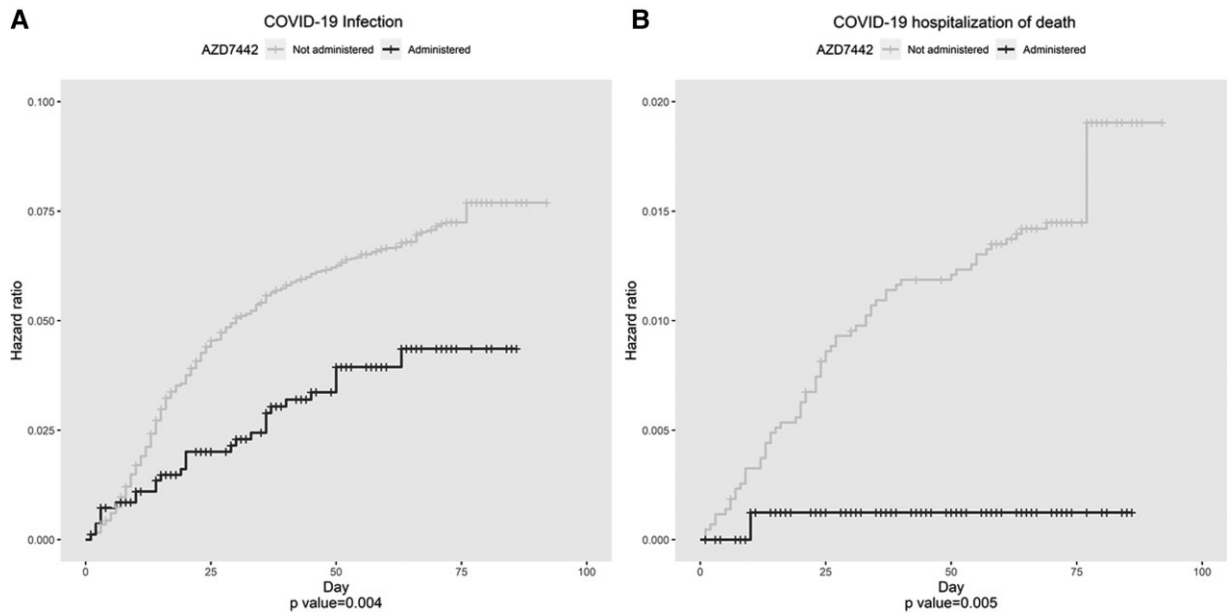 A
COVID-19 Infection
AZD7442 Not administered Administered
0.100
0.075
0.050
0.025
0.000
Hazard ratio
0 25 50 75 100
Day
p value=0.004
B
COVID-19 hospitalization of death
AZD7442 Not administered Administered
0.020
0.015
0.010
0.005
0.000
Hazard ratio
0 25 50 75 100
Day
p value=0.005